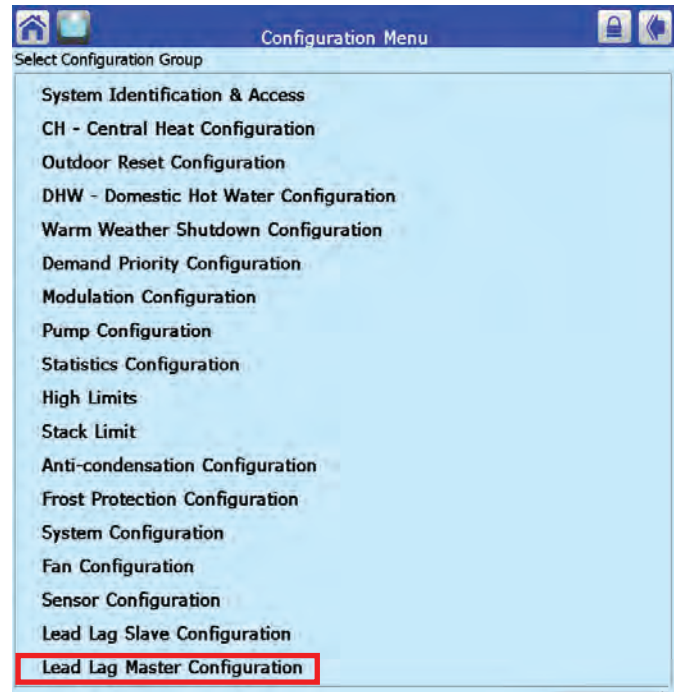 Configuration Menu
Select Configuration Group
System Identification & Access
CH - Central Heat Configuration
Outdoor Reset Configuration
DHW - Domestic Hot Water Configuration
Warm Weather Shutdown Configuration
Demand Priority Configuration
Modulation Configuration
Pump Configuration
Statistics Configuration
High Limits
Stack Limit
Anti-condensation Configuration
Frost Protection Configuration
System Configuration
Fan Configuration
Sensor Configuration
Lead Lag Slave Configuration
Lead Lag Master Configuration